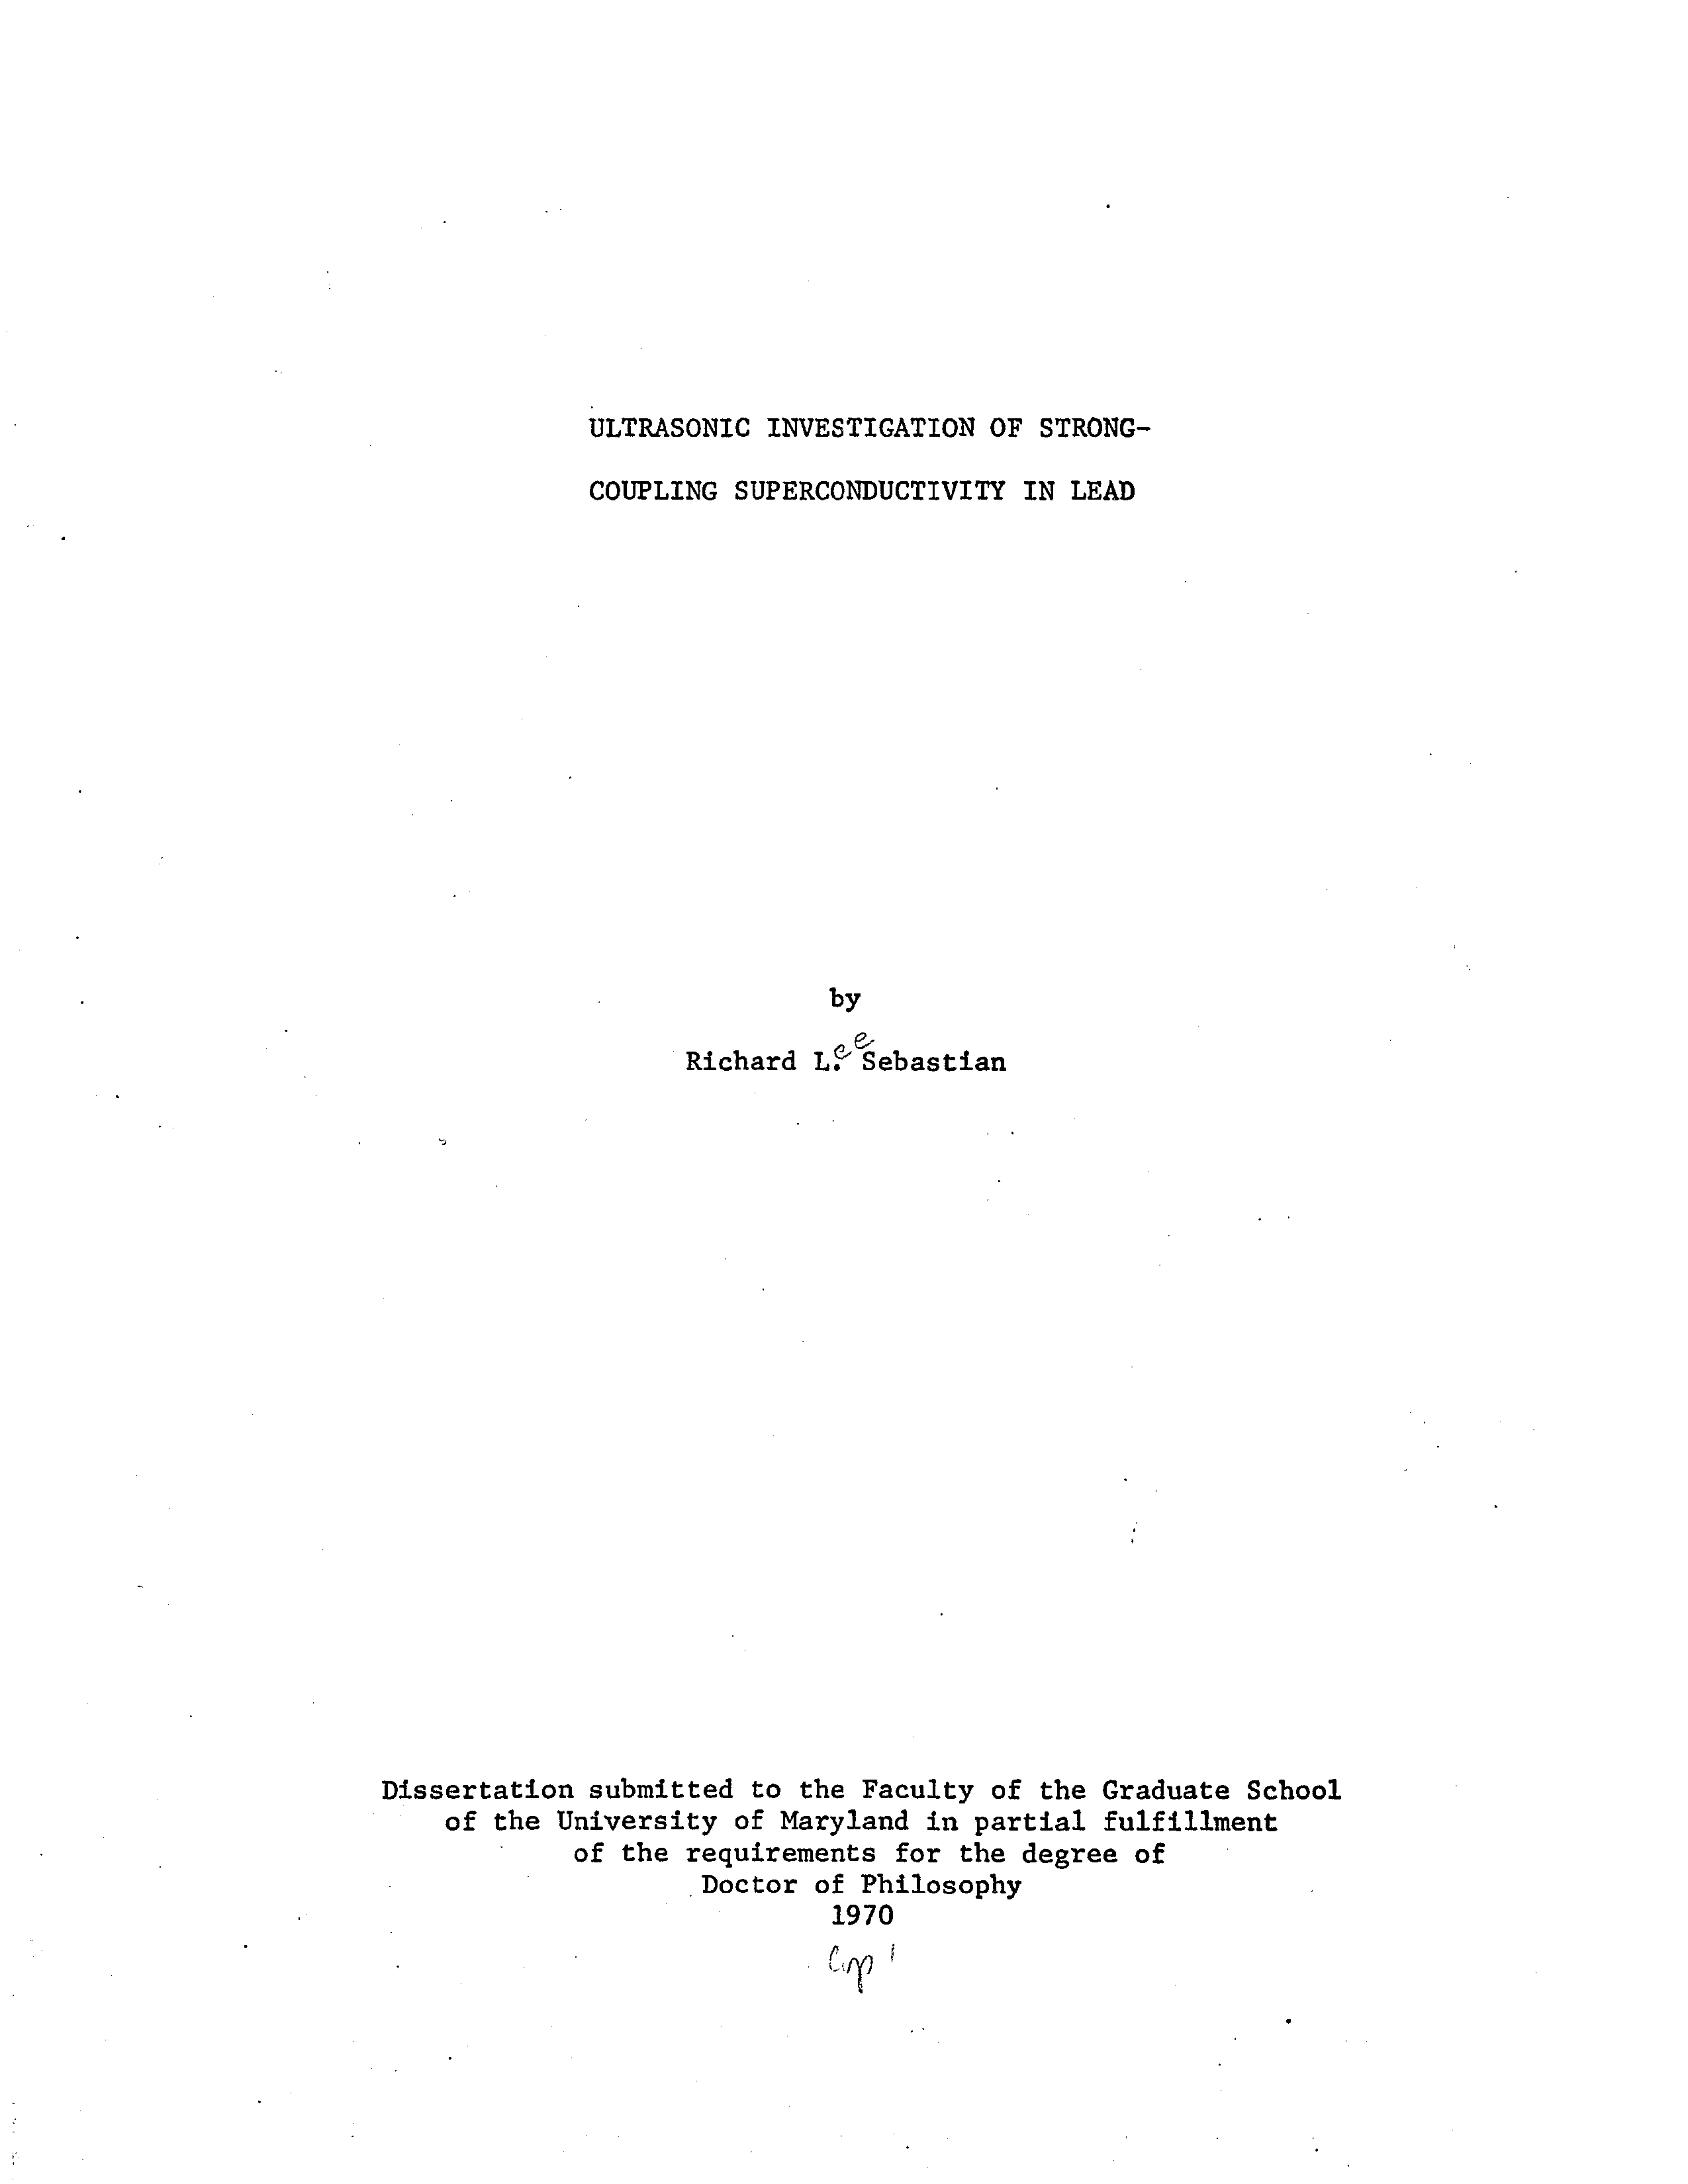 ULTRASONIC INVESTIGATION OF STRONG-
COUPLING SUPERCONDUCTIVITY IN LEAD
by
Richard L.ee Sebastian
Dissertation submitted to the Faculty of the Graduate School
of the University of Maryland in partial fulfillment
of the requirements for the degree of
Doctor of Philosophy
1970